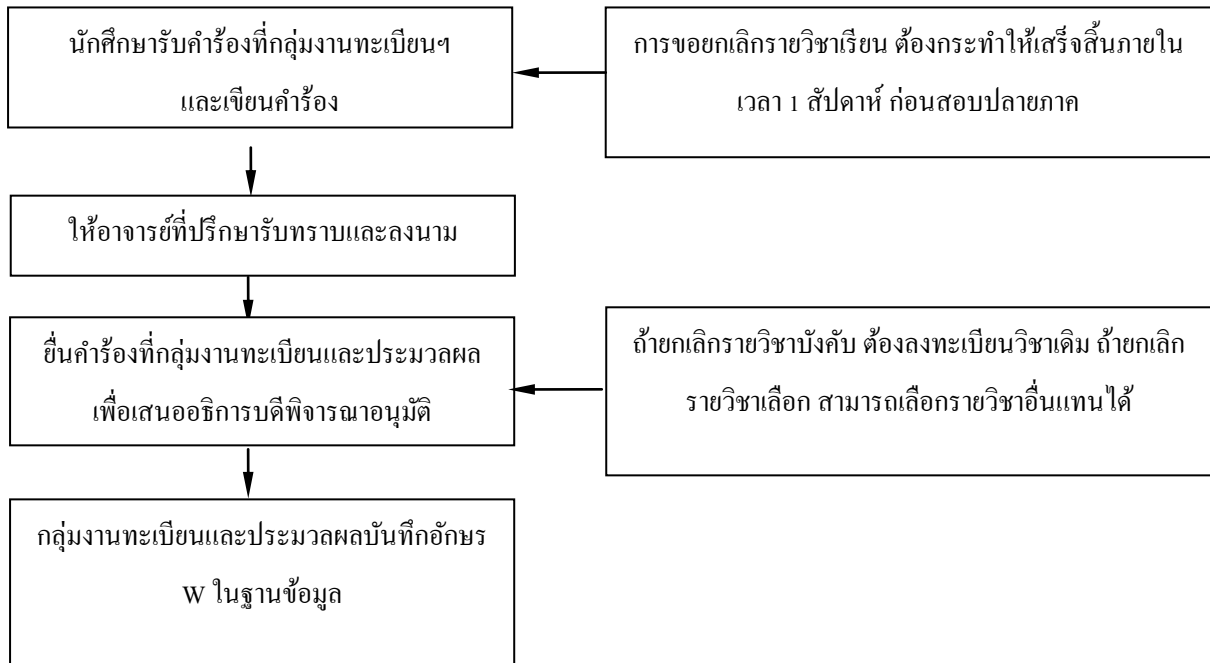 นักศึกษารับคำร้องที่กลุ่มงานทะเบียนฯ
และเขียนคำร้อง
การขอยกเลิกรายวิชาเรียน ต้องกระทำให้เสร็จสิ้นภายใน
เวลา 1 สัปดาห์ ก่อนสอบปลายภาค
ให้อาจารย์ที่ปรึกษารับทราบและลงนาม
ยื่นคำร้องที่กลุ่มงานทะเบียนและประมวลผล
เพื่อเสนออธิการบดีพิจารณาอนุมัติ
ถ้ายกเลิกรายวิชาบังคับ ต้องลงทะเบียนวิชาเดิม ถ้ายกเลิก
รายวิชาเลือก สามารถเลือกรายวิชาอื่นแทนได้
กลุ่มงานทะเบียนและประมวลผลบันทึกอักษร
W ในฐานข้อมูล